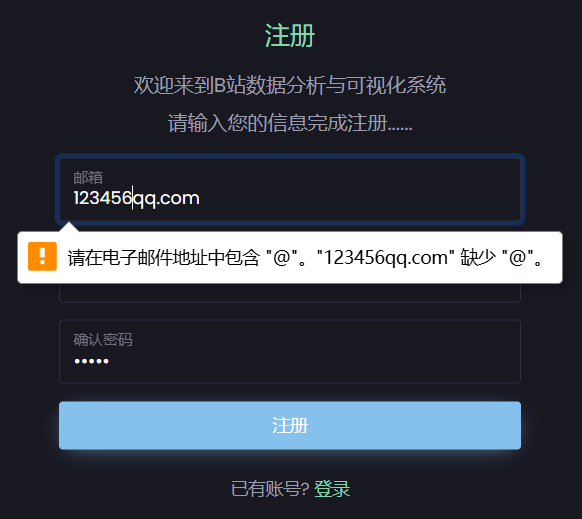 注册
欢迎来到B站数据分析与可视化系统
请输入您的信息完成注册......
邮箱
123456qq.com
请在电子邮件地址中包含 "@"。"123456qq.com" 缺少 "@"。
确认密码
•••••
注册
已有账号? 登录